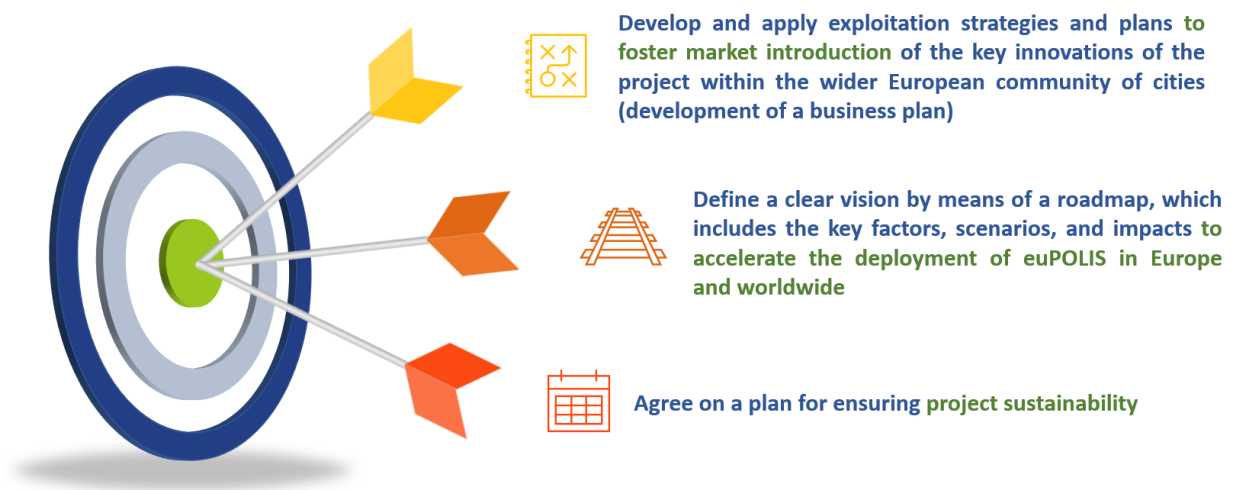 Develop and apply exploitation strategies and plans to
foster market introduction of the key innovations of the
project within the wider European community of cities
(development of a business plan)
Define a clear vision by means of a roadmap, which
includes the key factors, scenarios, and impacts to
accelerate the deployment of euPOLIS in Europe
and worldwide
Agree on a plan for ensuring project sustainability